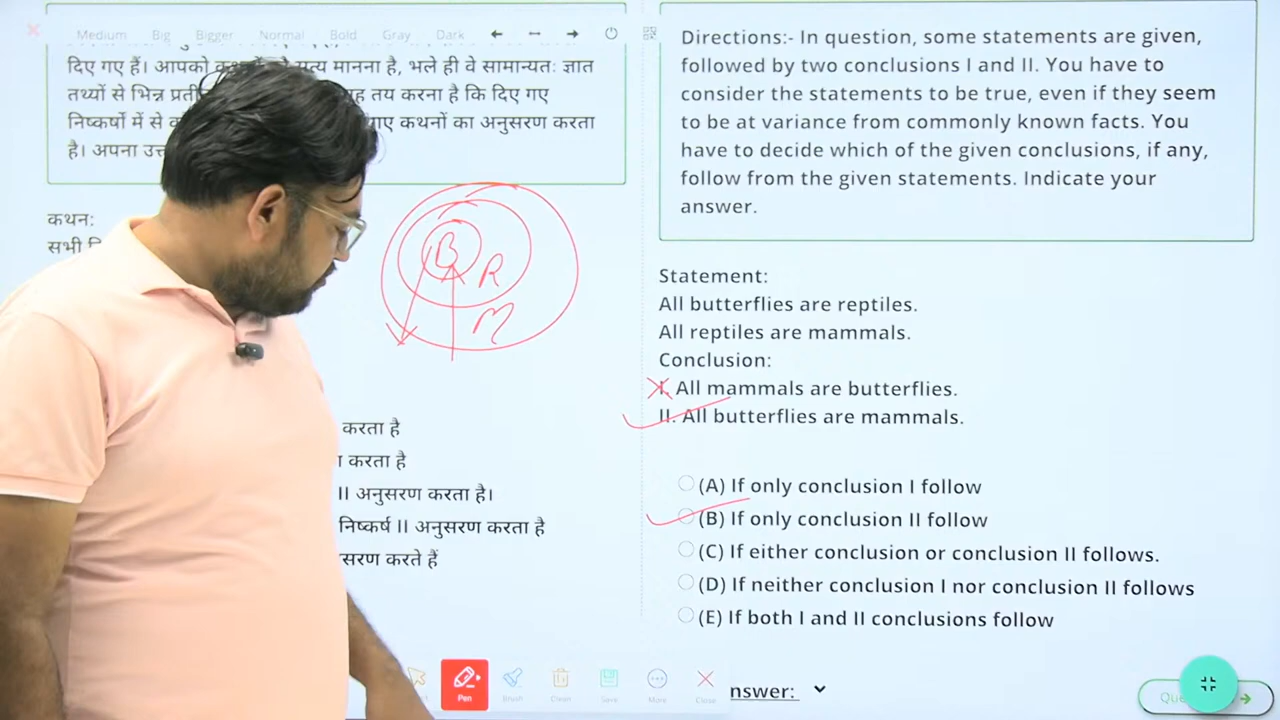 Medium Big Bigger Normal Bold Gray Dark
दिए गए हैं। आपको सत्य मानना है, भले ही वे सामान्यतः ज्ञात
तथ्यों से भिन्न तय करना है कि दिए गए
निष्कर्षों में से गए कथनों का अनुसरण करता
है। अपना
Directions:- In question, some statements are given,
followed by two conclusions I and II. You have to
consider the statements to be true, even if they seem
to be at variance from commonly known facts. You
have to decide which of the given conclusions, if any,
follow from the given statements. Indicate your
answer.
कथन:
सभी
B
R
M
करता है
करता है
II अनुसरण करता है।
निष्कर्ष II अनुसरण करता है
करते हैं
Statement:
All butterflies are reptiles.
All reptiles are mammals.
Conclusion:
I. All mammals are butterflies.
II. All butterflies are mammals.
(A) If only conclusion I follow
(B) If only conclusion II follow
(C) If either conclusion or conclusion II follows.
(D) If neither conclusion I nor conclusion II follows
(E) If both I and II conclusions follow
Pen Brush Clean Save More Close